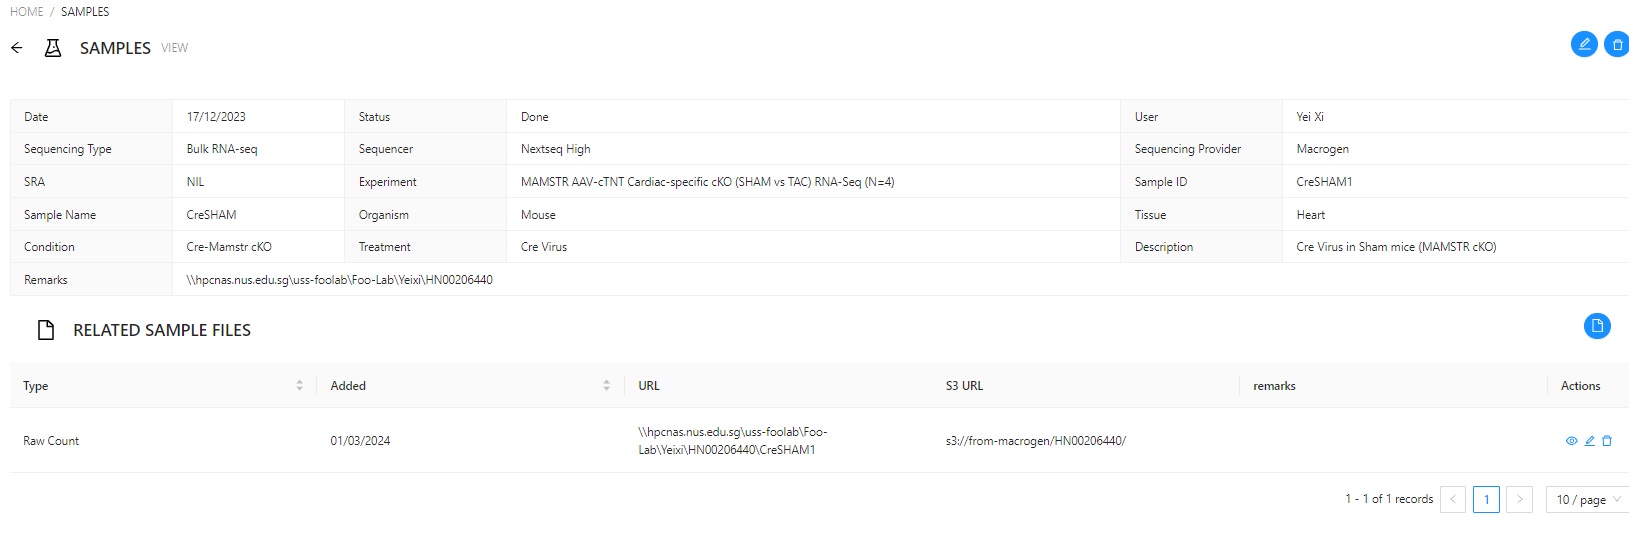 HOME / SAMPLES
SAMPLES VIEW
Date 17/12/2023 Status Done User Yei Xi
Sequencing Type Bulk RNA-seq Sequencer Nextseq High Sequencing Provider Macrogen
SRA NIL Experiment MAMSTR AAV-cTNT Cardiac-specific cKO (SHAM vs TAC) RNA-Seq (N=4) Sample ID CreSHAM1
Sample Name CreSHAM Organism Mouse Tissue Heart
Condition Cre-Mamstr cKO Treatment Cre Virus Description Cre Virus in Sham mice (MAMSTR cKO)
Remarks \\hpcnas.nus.edu.sg\uss-foolab\Foo-Lab\Yeixi\HN00206440
RELATED SAMPLE FILES
Type Added URL S3 URL remarks Actions
Raw Count 01/03/2024 \\hpcnas.nus.edu.sg\uss-foolab\Foo-
Lab\Yeixi\HN00206440\CreSHAM1 s3://from-macrogen/HN00206440/
1 - 1 of 1 records < 1 > 10 / page